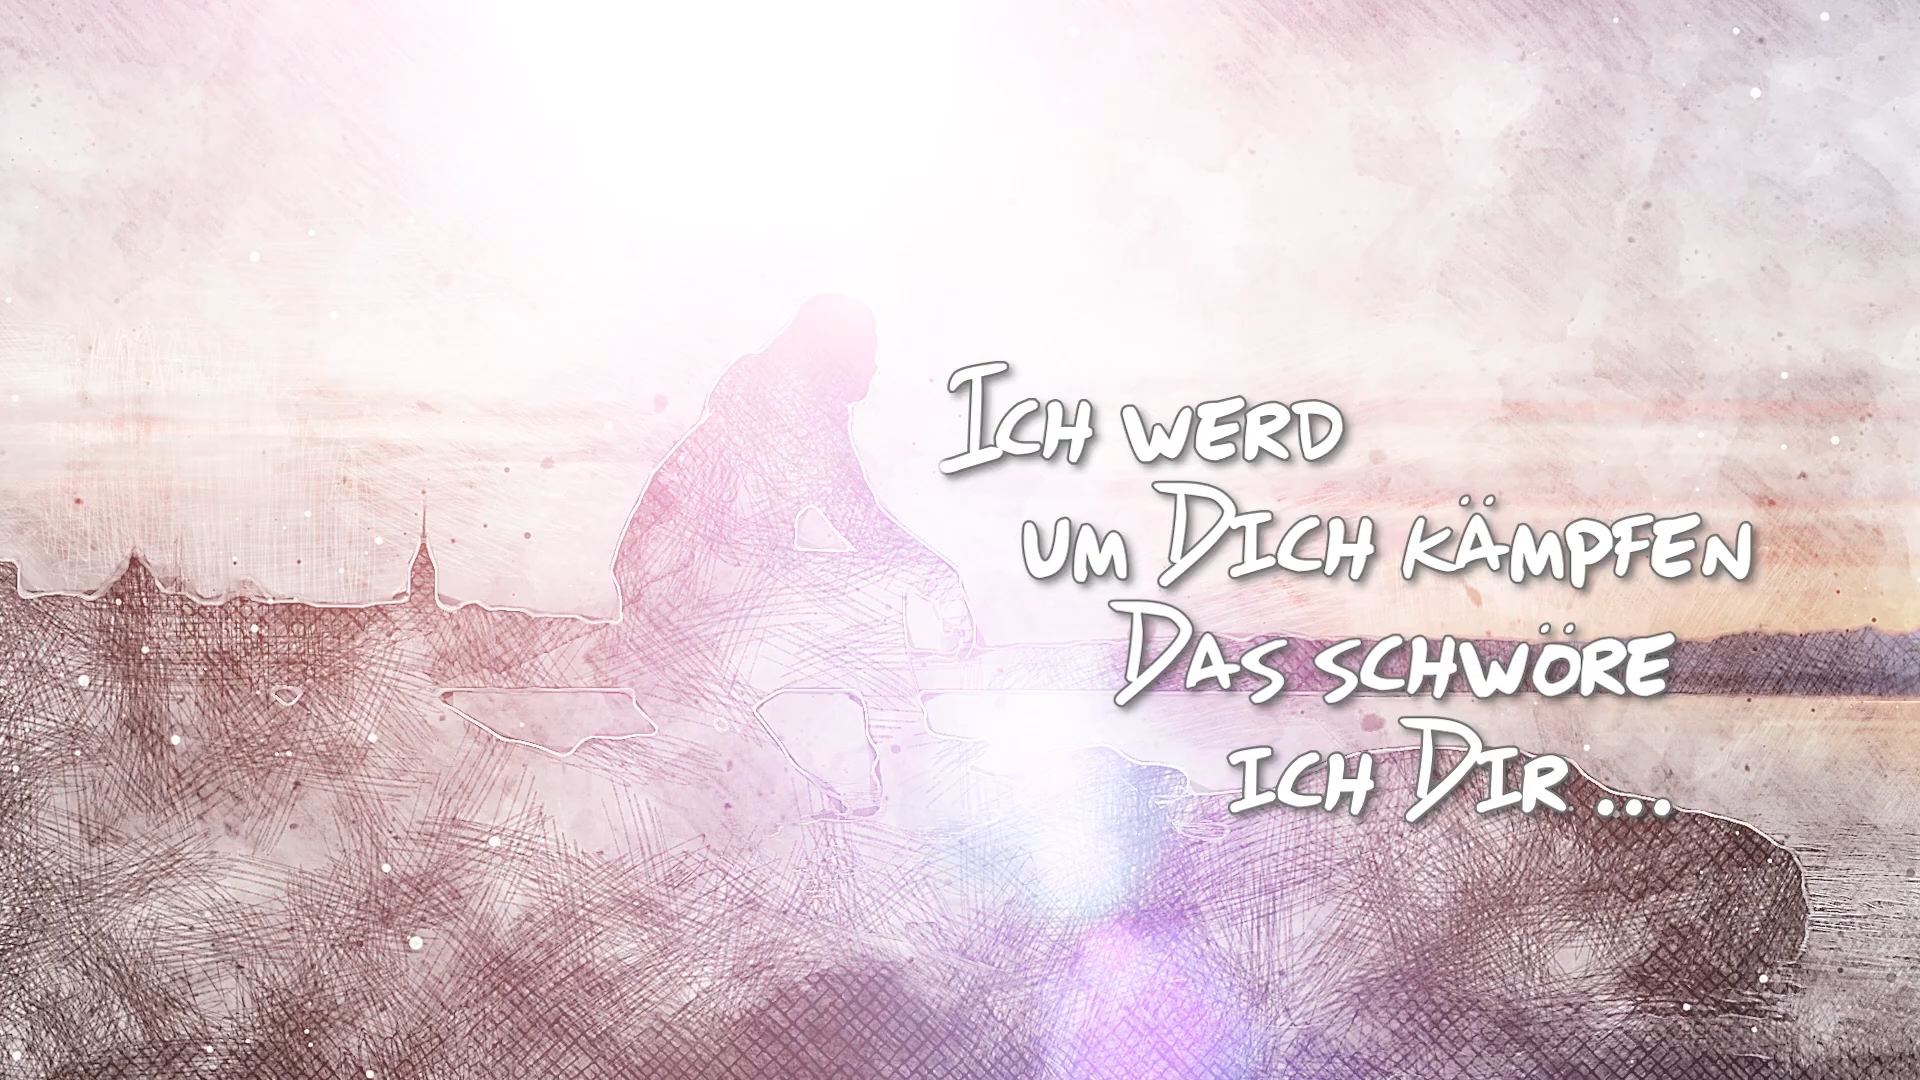 Ich werd
um Dich kämpfen
Das schwöre
ich Dir ...